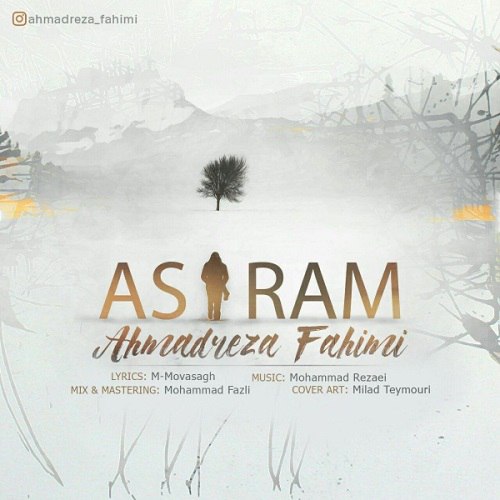 ahmadreza_fahimi
ASIRAM
Ahmadreza Fahimi
LYRICS: M-Movasagh MUSIC: Mohammad Rezaei
MIX & MASTERING: Mohammad Fazli COVER ART: Milad Teymouri